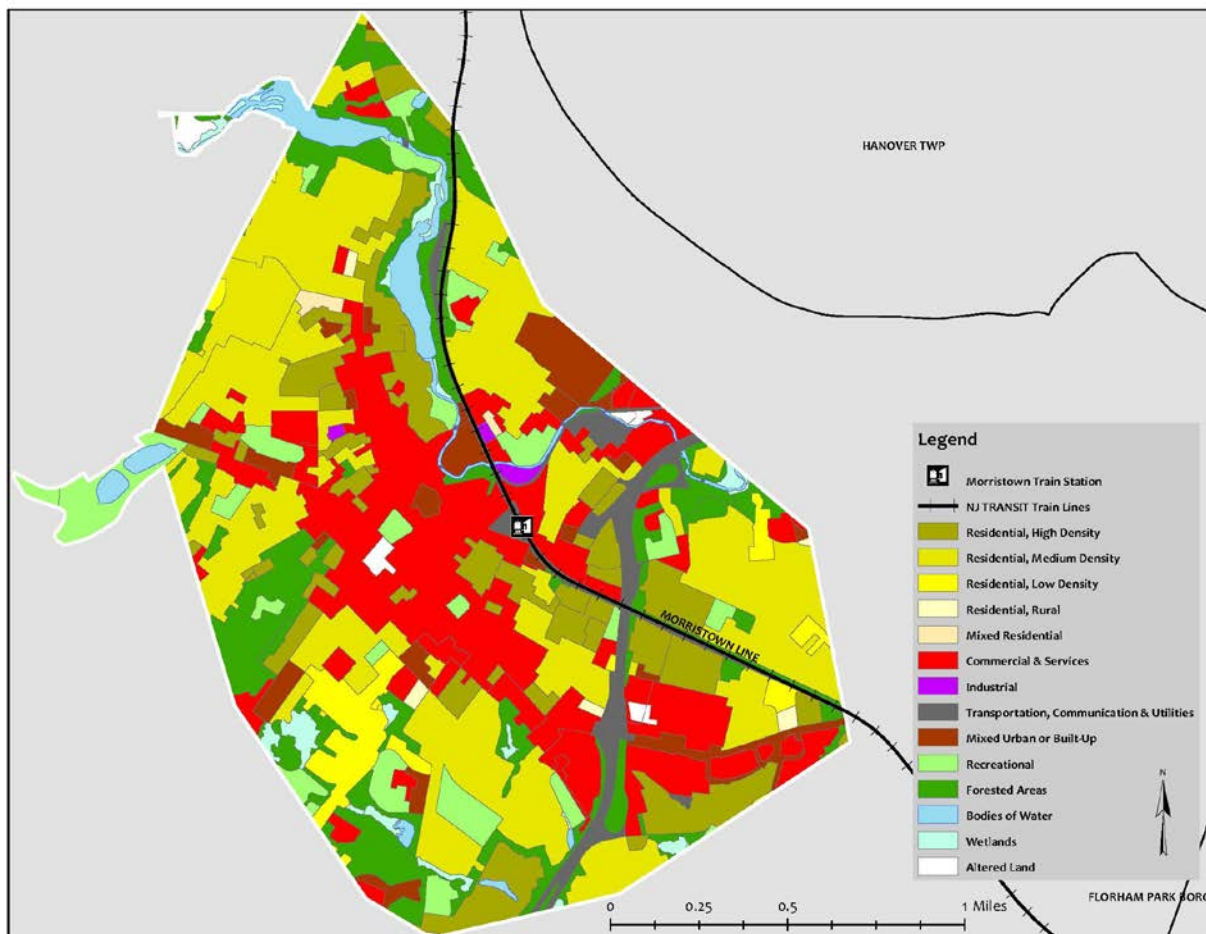 HANOVER TWP
Legend
Morristown Train Station
NJ TRANSIT Train Lines
Residential, High Density
Residential, Medium Density
Residential, Low Density
Residential, Rural
Mixed Residential
Commercial & Services
Industrial
Transportation, Communication & Utilities
Mixed Urban or Built-Up
Recreational
Forested Areas
Bodies of Water
Wetlands
Altered Land
N
MORRISTOWN LINE
FLORHAM PARK BORO
0 0.25 0.5 1 Miles